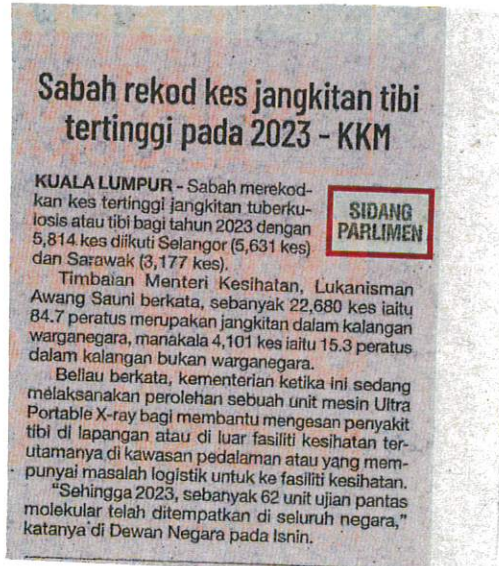 Sabah rekod kes jangkitan tibi
tertinggi pada 2023 - KKM
KUALA LUMPUR - Sabah merekod-
kan kes tertinggi jangkitan tuberku-
losis atau tibi bagi tahun 2023 dengan
5,814 kes diikuti Selangor (5,631 kes)
dan Sarawak (3,177 kes).
SIDANG
PARLIMEN
Timbalan Menteri Kesihatan, Lukanisman
Awang Sauni berkata, sebanyak 22,680 kes iaitu
84.7 peratus merupakan jangkitan dalam kalangan
warganegara, manakala 4,101 kes iaitu 15.3 peratus
dalam kalangan bukan warganegara.
Beliau berkata, kementerian ketika ini sedang
melaksanakan perolehan sebuah unit mesin Ultra
Portable X-ray bagi membantu mengesan penyakit
tibi di lapangan atau di luar fasiliti kesihatan ter-
utamanya di kawasan pedalaman atau yang mem-
punyai masalah logistik untuk ke fasiliti kesihatan.
"Sehingga 2023, sebanyak 62 unit ujian pantas
molekular telah ditempatkan di seluruh negara,"
katanya di Dewan Negara pada Isnin.